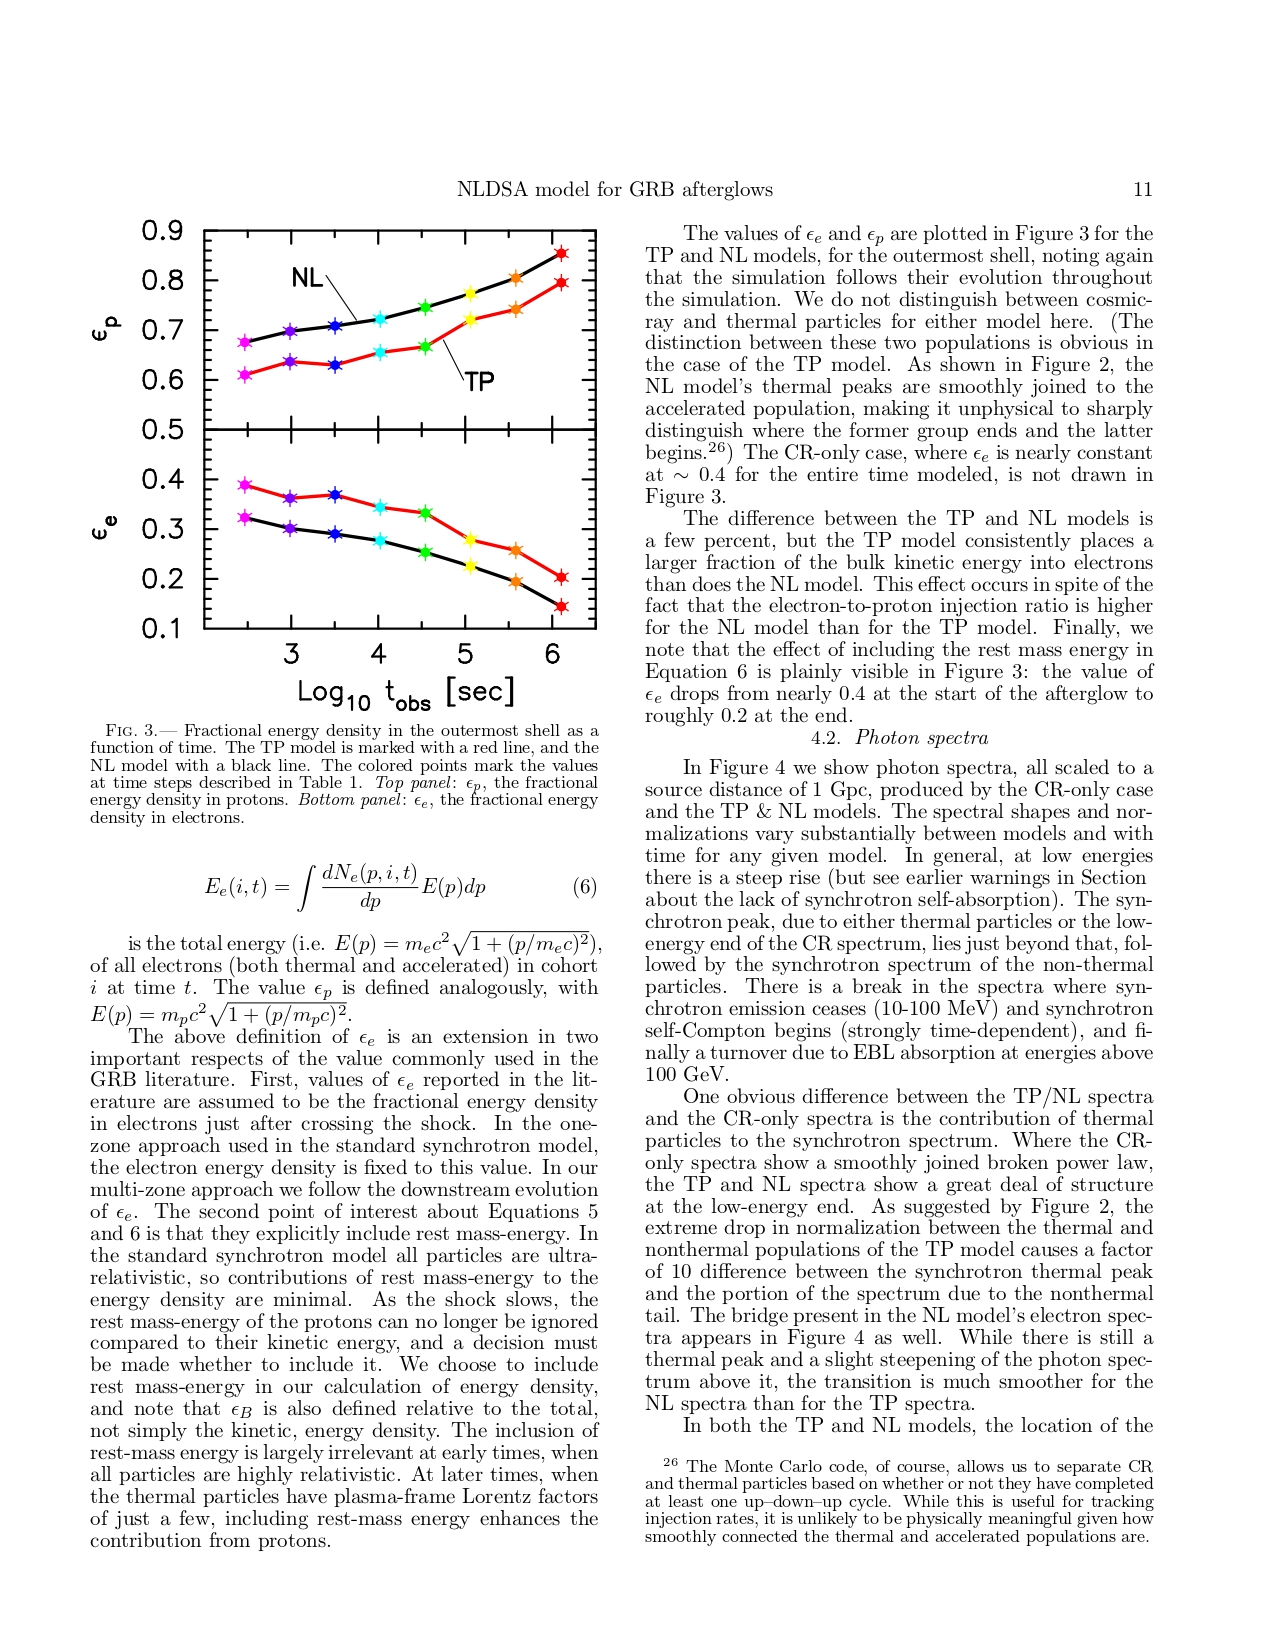 NLDSA model for GRB afterglows 11
0.9
0.8
0.7
0.6
0.5
0.4
0.3
0.2
0.1
ϵp
ϵe
NL
TP
3 4 5 6
Log10 tobs [sec]
Fig. 3.— Fractional energy density in the outermost shell as a
function of time. The TP model is marked with a red line, and the
NL model with a black line. The colored points mark the values
at time steps described in Table 1. Top panel: ϵp, the fractional
energy density in protons. Bottom panel: ϵe, the fractional energy
density in electrons.
Ee(i, t) = ∫ dNe(p, i, t)/dp E(p)dp (6)
is the total energy (i.e. E(p) = mec²√(1 + (p/mec)²),
of all electrons (both thermal and accelerated) in cohort
i at time t. The value ϵp is defined analogously, with
E(p) = mpc²√(1 + (p/mpc)².
The above definition of ϵe is an extension in two
important respects of the value commonly used in the
GRB literature. First, values of ϵe reported in the lit-
erature are assumed to be the fractional energy density
in electrons just after crossing the shock. In the one-
zone approach used in the standard synchrotron model,
the electron energy density is fixed to this value. In our
multi-zone approach we follow the downstream evolution
of ϵe. The second point of interest about Equations 5
and 6 is that they explicitly include rest mass-energy. In
the standard synchrotron model all particles are ultra-
relativistic, so contributions of rest mass-energy to the
energy density are minimal. As the shock slows, the
rest mass-energy of the protons can no longer be ignored
compared to their kinetic energy, and a decision must
be made whether to include it. We choose to include
rest mass-energy in our calculation of energy density,
and note that ϵB is also defined relative to the total,
not simply the kinetic, energy density. The inclusion of
rest-mass energy is largely irrelevant at early times, when
all particles are highly relativistic. At later times, when
the thermal particles have plasma-frame Lorentz factors
of just a few, including rest-mass energy enhances the
contribution from protons.
The values of ϵe and ϵp are plotted in Figure 3 for the
TP and NL models, for the outermost shell, noting again
that the simulation follows their evolution throughout
the simulation. We do not distinguish between cosmic-
ray and thermal particles for either model here. (The
distinction between these two populations is obvious in
the case of the TP model. As shown in Figure 2, the
NL model's thermal peaks are smoothly joined to the
accelerated population, making it unphysical to sharply
distinguish where the former group ends and the latter
begins.²⁶) The CR-only case, where ϵe is nearly constant
at ∼ 0.4 for the entire time modeled, is not drawn in
Figure 3.
The difference between the TP and NL models is
a few percent, but the TP model consistently places a
larger fraction of the bulk kinetic energy into electrons
than does the NL model. This effect occurs in spite of the
fact that the electron-to-proton injection ratio is higher
for the NL model than for the TP model. Finally, we
note that the effect of including the rest mass energy in
Equation 6 is plainly visible in Figure 3: the value of
ϵe drops from nearly 0.4 at the start of the afterglow to
roughly 0.2 at the end.
4.2. Photon spectra
In Figure 4 we show photon spectra, all scaled to a
source distance of 1 Gpc, produced by the CR-only case
and the TP & NL models. The spectral shapes and nor-
malizations vary substantially between models and with
time for any given model. In general, at low energies
there is a steep rise (but see earlier warnings in Section
about the lack of synchrotron self-absorption). The syn-
chrotron peak, due to either thermal particles or the low-
energy end of the CR spectrum, lies just beyond that, fol-
lowed by the synchrotron spectrum of the non-thermal
particles. There is a break in the spectra where syn-
chrotron emission ceases (10-100 MeV) and synchrotron
self-Compton begins (strongly time-dependent), and fi-
nally a turnover due to EBL absorption at energies above
100 GeV.
One obvious difference between the TP/NL spectra
and the CR-only spectra is the contribution of thermal
particles to the synchrotron spectrum. Where the CR-
only spectra show a smoothly joined broken power law,
the TP and NL spectra show a great deal of structure
at the low-energy end. As suggested by Figure 2, the
extreme drop in normalization between the thermal and
nonthermal populations of the TP model causes a factor
of 10 difference between the synchrotron thermal peak
and the portion of the spectrum due to the nonthermal
tail. The bridge present in the NL model's electron spec-
tra appears in Figure 4 as well. While there is still a
thermal peak and a slight steepening of the photon spec-
trum above it, the transition is much smoother for the
NL spectra than for the TP spectra.
In both the TP and NL models, the location of the
²⁶ The Monte Carlo code, of course, allows us to separate CR
and thermal particles based on whether or not they have completed
at least one up–down–up cycle. While this is useful for tracking
injection rates, it is unlikely to be physically meaningful given how
smoothly connected the thermal and accelerated populations are.